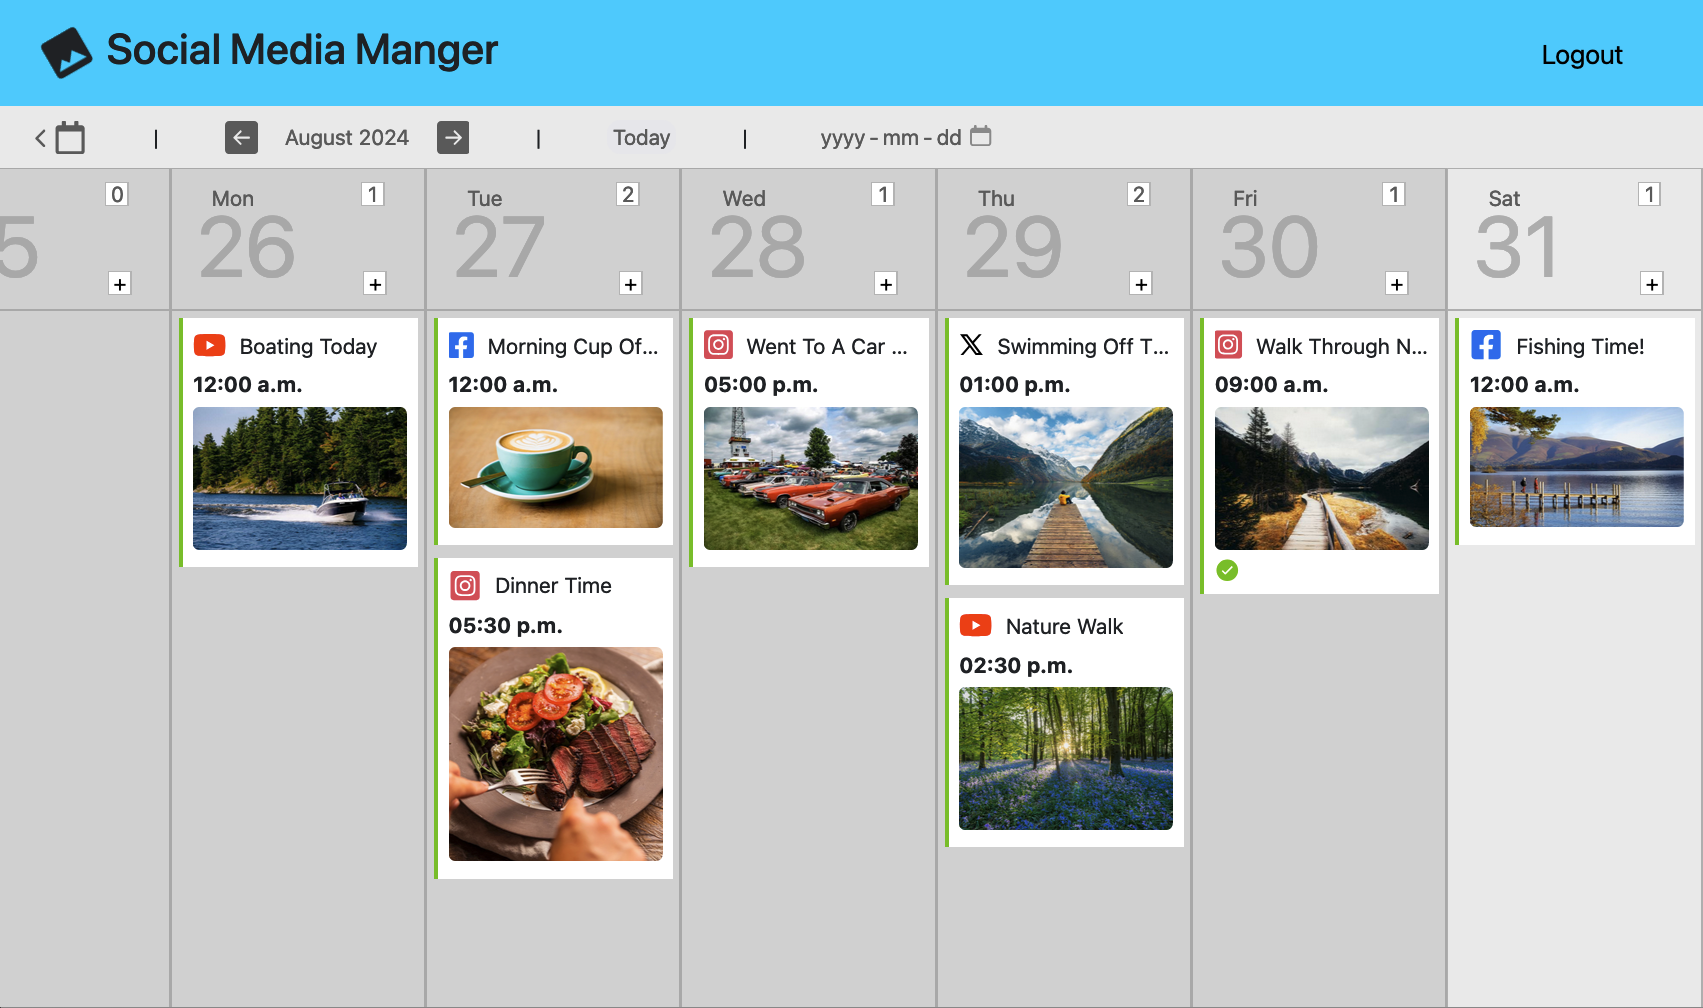 Social Media Manger
Logout
August 2024
Today
yyyy-mm-dd
5
0
+
Mon
1
26
+
Tue
2
27
+
Wed
1
28
+
Thu
2
29
+
Fri
1
30
+
Sat
1
31
+
Boating Today
12:00 a.m.
Morning Cup Of...
12:00 a.m.
Dinner Time
05:30 p.m.
Went To A Car ...
05:00 p.m.
Swimming Off T...
01:00 p.m.
Nature Walk
02:30 p.m.
Walk Through N...
09:00 a.m.
Fishing Time!
12:00 a.m.